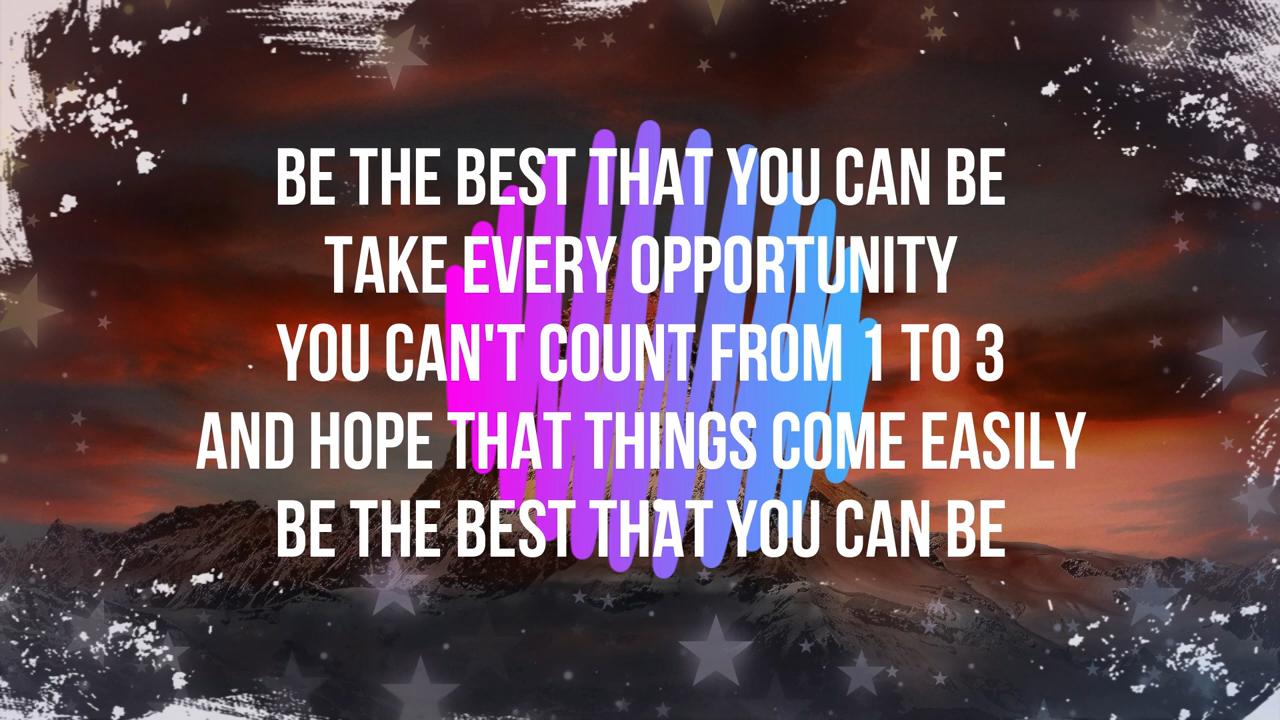 BE THE BEST THAT YOU CAN BE
TAKE EVERY OPPORTUNITY
YOU CAN'T COUNT FROM 1 TO 3
AND HOPE THAT THINGS COME EASILY
BE THE BEST THAT YOU CAN BE